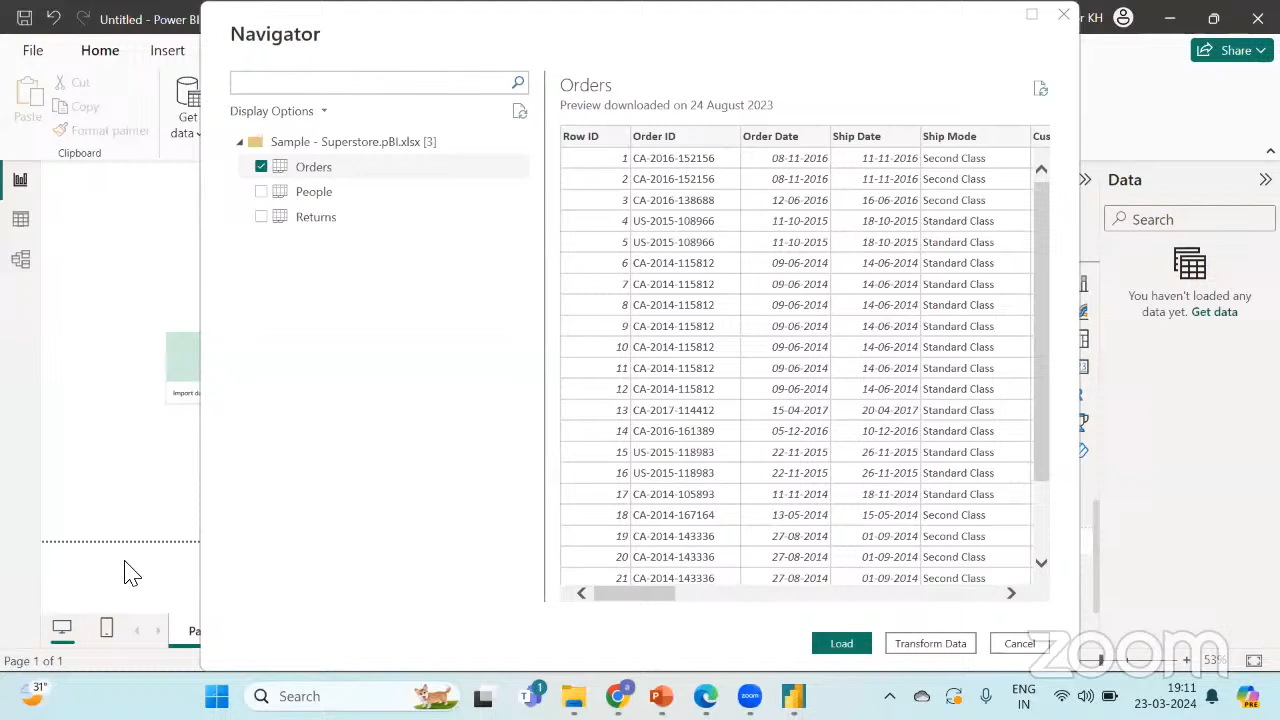 Untitled - Power BI
KH
File
Home
Insert
Share
Paste
Cut
Copy
Format painter
Clipboard
Get
data
Navigator
Display Options
Sample - Superstore.pBI.xlsx [3]
Orders
People
Returns
Orders
Preview downloaded on 24 August 2023
Row ID Order ID Order Date Ship Date Ship Mode Cus
1 CA-2016-152156 08-11-2016 11-11-2016 Second Class
2 CA-2016-152156 08-11-2016 11-11-2016 Second Class
3 CA-2016-138688 12-06-2016 16-06-2016 Second Class
4 US-2015-108966 11-10-2015 18-10-2015 Standard Class
5 US-2015-108966 11-10-2015 18-10-2015 Standard Class
6 CA-2014-115812 09-06-2014 14-06-2014 Standard Class
7 CA-2014-115812 09-06-2014 14-06-2014 Standard Class
8 CA-2014-115812 09-06-2014 14-06-2014 Standard Class
9 CA-2014-115812 09-06-2014 14-06-2014 Standard Class
10 CA-2014-115812 09-06-2014 14-06-2014 Standard Class
11 CA-2014-115812 09-06-2014 14-06-2014 Standard Class
12 CA-2014-115812 09-06-2014 14-06-2014 Standard Class
13 CA-2017-114412 15-04-2017 20-04-2017 Standard Class
14 CA-2016-161389 05-12-2016 10-12-2016 Standard Class
15 US-2015-118983 22-11-2015 26-11-2015 Standard Class
16 US-2015-118983 22-11-2015 26-11-2015 Standard Class
17 CA-2014-105893 11-11-2014 18-11-2014 Standard Class
18 CA-2014-167164 13-05-2014 15-05-2014 Second Class
19 CA-2014-143336 27-08-2014 01-09-2014 Second Class
20 CA-2014-143336 27-08-2014 01-09-2014 Second Class
21 CA-2014-143336 27-08-2014 01-09-2014 Second Class
Load
Transform Data
Cancel
Data
Search
You haven't loaded any
data yet. Get data
Import da
Pa
Page 1 of 1
53%
zoom
31°
Search
1
2
zoom
ENG
IN
19:11
23-03-2024
PRE